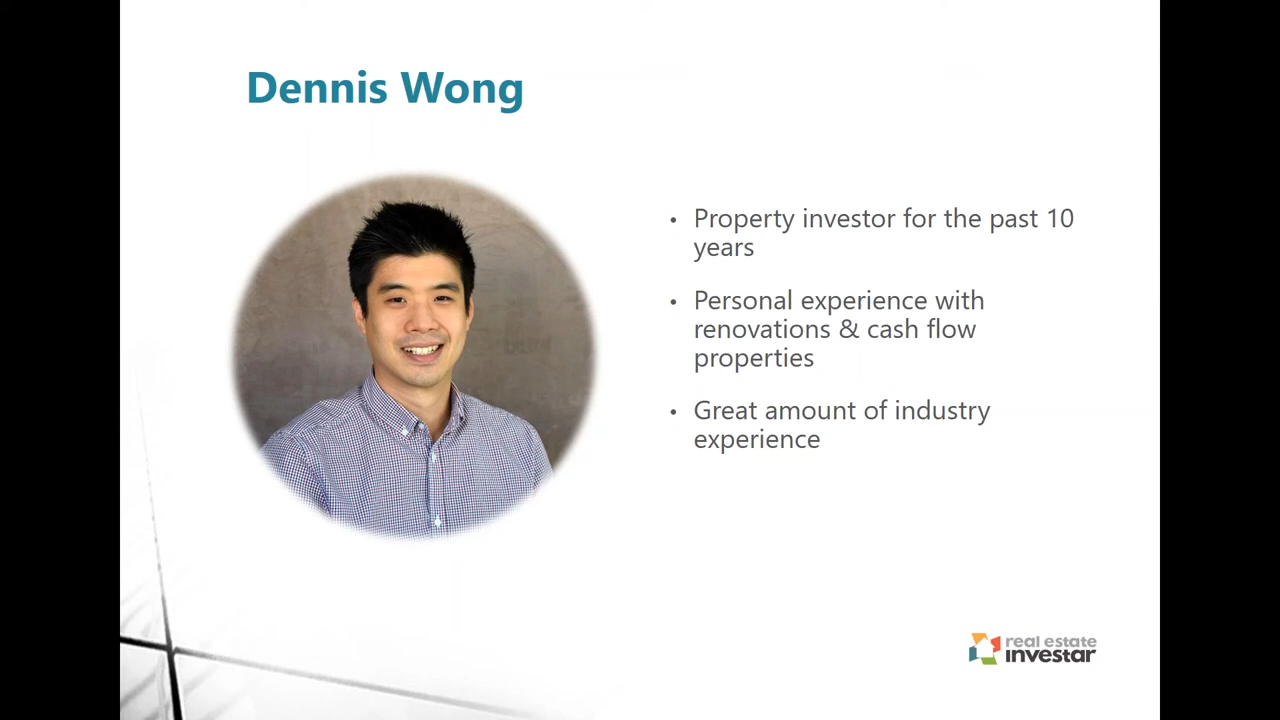 Dennis Wong
• Property investor for the past 10
years
• Personal experience with
renovations & cash flow
properties
• Great amount of industry
experience
real estate
investar